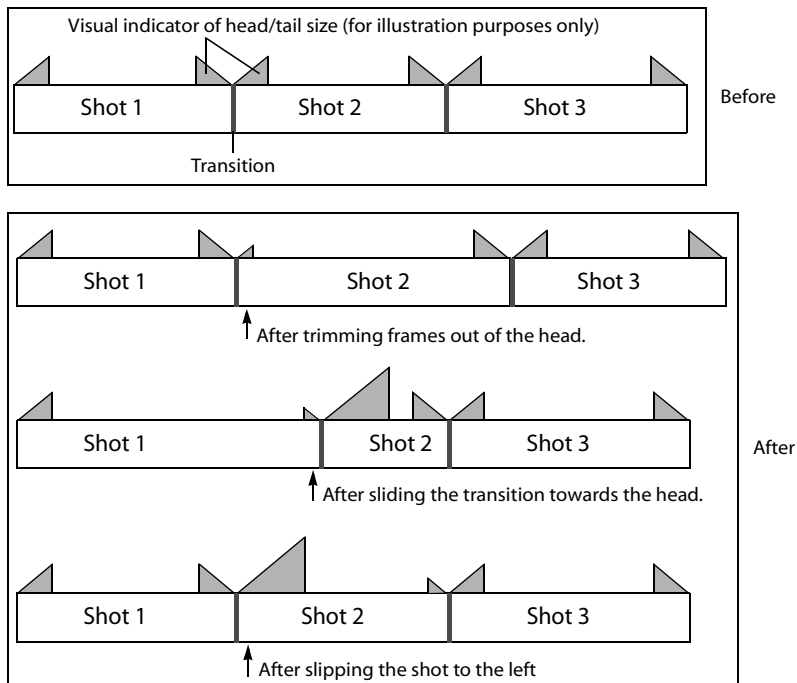 Visual indicator of head/tail size (for illustration purposes only)
Shot 1
Shot 2
Shot 3
Before
Transition
Shot 1
Shot 2
Shot 3
After trimming frames out of the head.
Shot 1
Shot 2
Shot 3
After
After sliding the transition towards the head.
Shot 1
Shot 2
Shot 3
After slipping the shot to the left